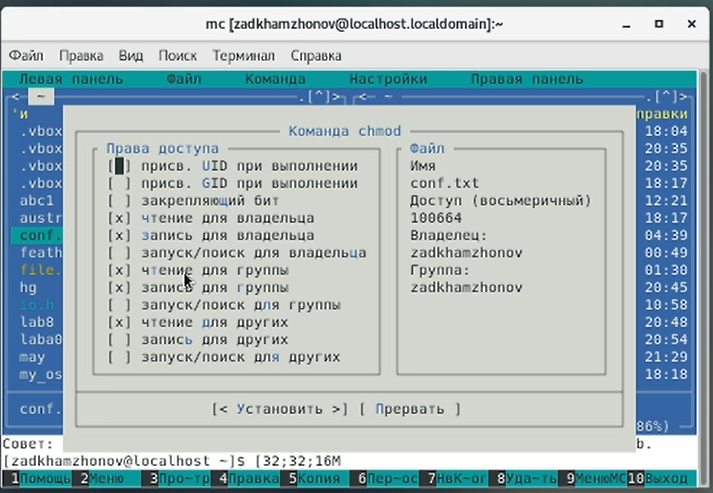 mc [zadkhamzhonov@localhost.localdomain]:~
Файл Правка Вид Поиск Терминал Справка
Левая панель Файл Команда Настройки Правая панель
<─ ~ .[^]> <─ ~ .[^]>
'и правки
.vbox 18:04
.vbox 20:35
.vbox 20:35
.vbox 18:17
abc1 12:21
austr 18:17
conf. 04:39
feath 00:49
file. 01:30
hg 20:45
io.h 10:58
lab8 20:48
laba0 20:54
may 21:29
my_os 18:18
conf. 86%)
Команда chmod
Права доступа
[ ] присв. UID при выполнении
[ ] присв. GID при выполнении
[ ] закрепляющий бит
[x] чтение для владельца
[x] запись для владельца
[ ] запуск/поиск для владельца
[x] чтение для группы
[x] запись для группы
[ ] запуск/поиск для группы
[x] чтение для других
[ ] запись для других
[ ] запуск/поиск для других
Файл
Имя
conf.txt
Доступ (восьмеричный)
100664
Владелец:
zadkhamzhonov
Группа:
zadkhamzhonov
[< Установить >] [ Прервать ]
Совет: b.
[zadkhamzhonov@localhost ~]$ [32;32;16M
1Помощь 2Меню 3Про~тр 4Правка 5Копия 6Пер~ос 7НвК~ог 8Уда~ть 9МенюMC 10Выход